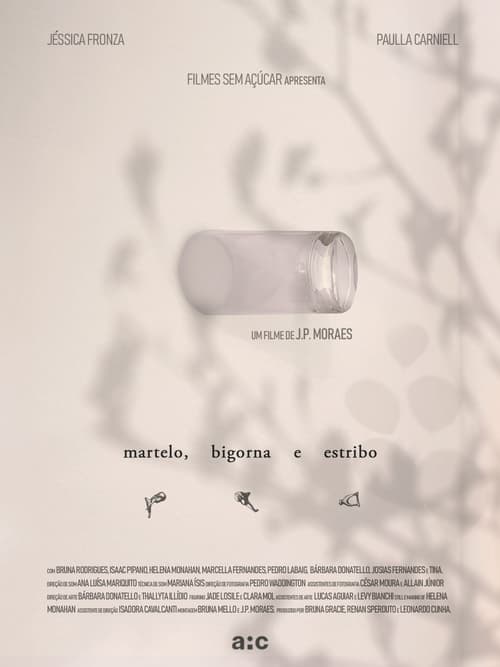 JÉSSICA FRONZA
PAULLA CARNIELL
FILMES SEM AÇÚCAR APRESENTA
UM FILME DE J.P. MORAES
martelo, bigorna e estribo
COM BRUNA RODRIGUES, ISAAC PIPANO, HELENA MONAHAN, MARCELLA FERNANDES, PEDRO LABAIG, BÁRBARA DONATELLO, JOSIAS FERNANDES E TINA.
DIREÇÃO DE SOM ANA LUÍSA MARIQUITO TÉCNICA DE SOM MARIANA ÍSIS DIREÇÃO DE FOTOGRAFIA PEDRO WADDINGTON ASSISTENTES DE FOTOGRAFIA CÉSAR MOURA E ALLAIN JÚNIOR
DIREÇÃO DE ARTE BÁRBARA DONATELLO E THALLYTA ILLÍDIO FIGURINO JADE LOSILE E CLARA MOL ASSISTENTES DE ARTE LUCAS AGUIAR E LEVY BIANCHI STILL E MAKING OF HELENA
MONAHAN ASSISTENTE DE DIREÇÃO ISADORA CAVALCANTI MONTAGEM BRUNA MELLO E J.P. MORAES. PRODUZIDO POR BRUNA GRACIE, RENAN SPERDUTO E LEONARDO CUNHA.
a:c